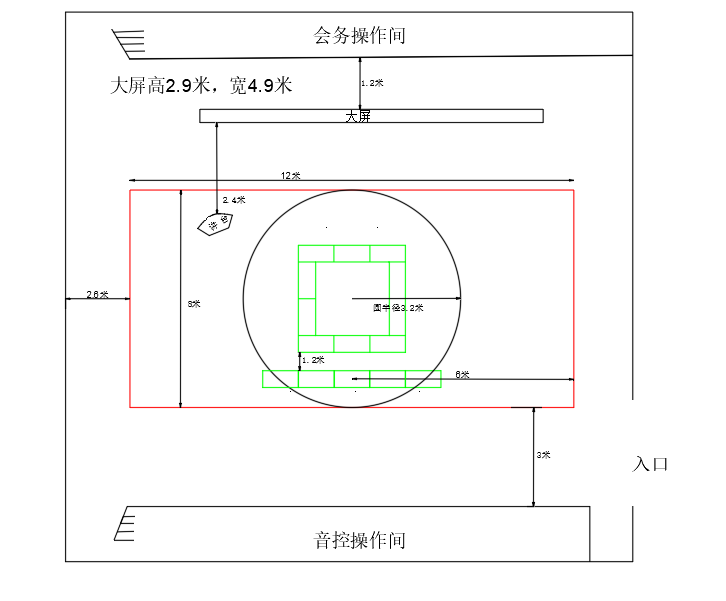 会务操作间
1.2米
大屏高2.9米，宽4.9米
大屏
12米
2.4米
2.6米
8米
圆半径3.2米
1.2米
6米
3米
入口
音控操作间